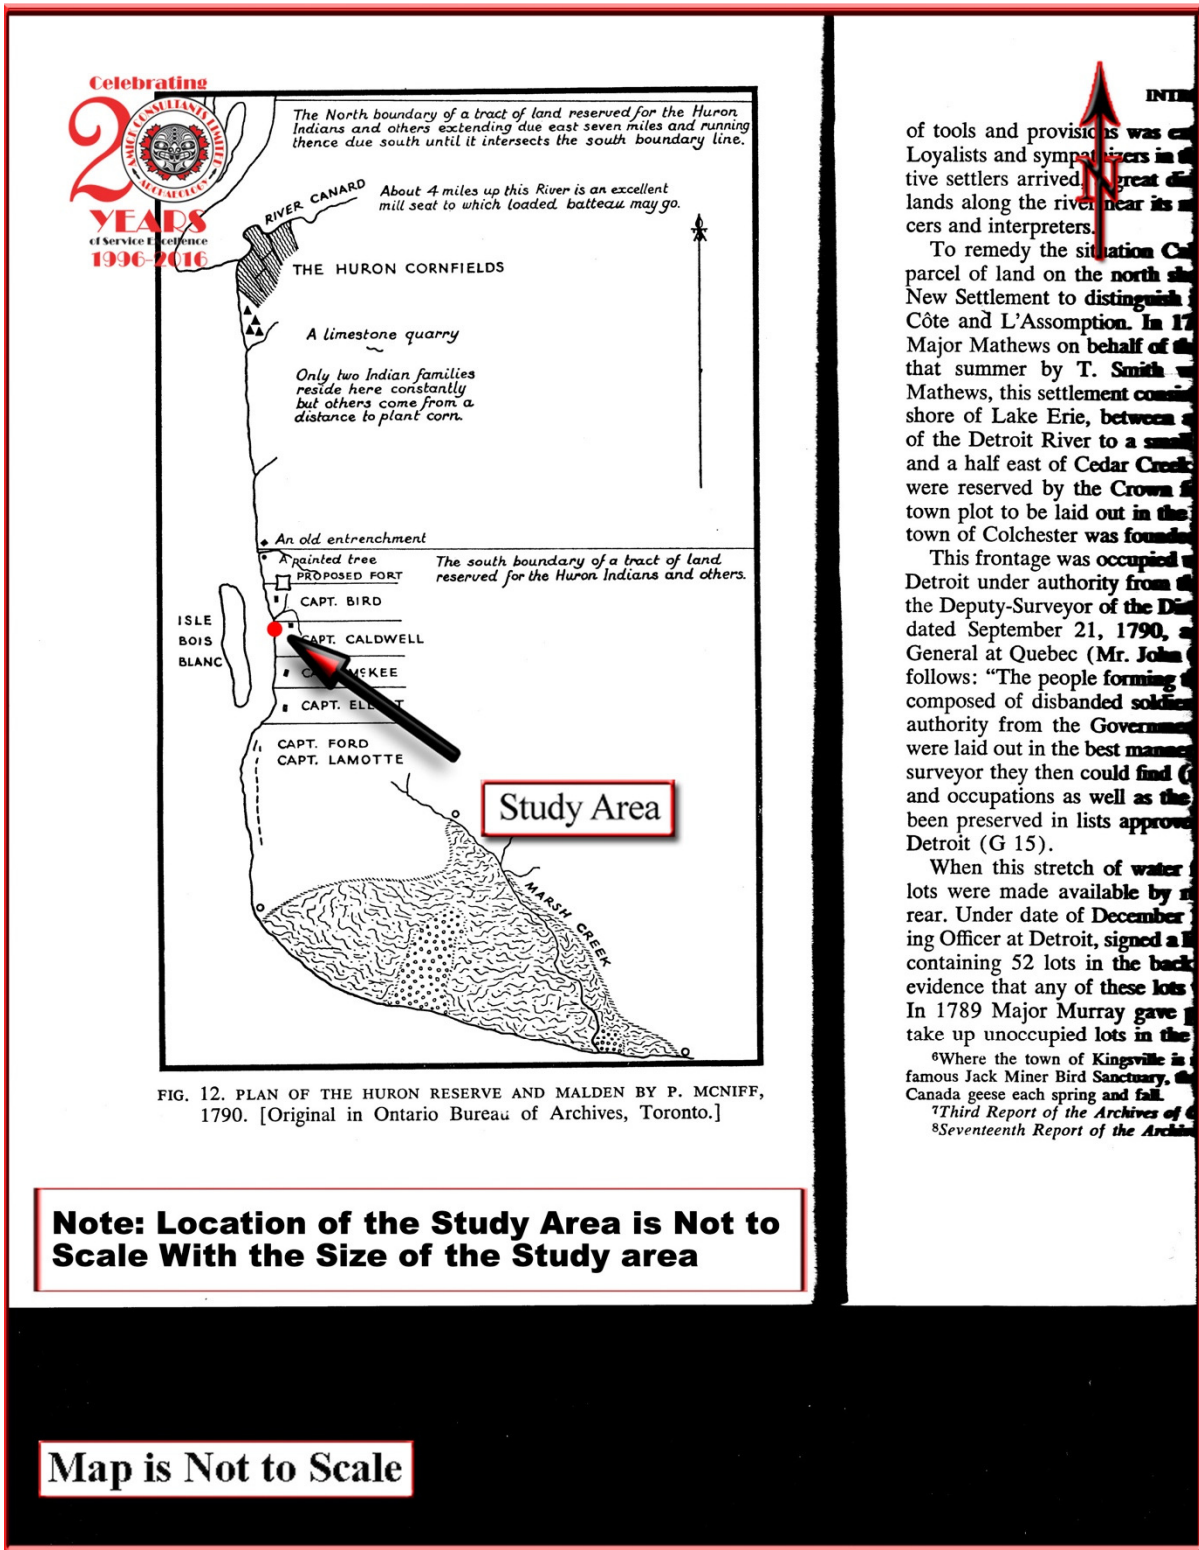 Celebrating
20
AMICK CONSULTANTS LIMITED
ARCHAEOLOGY
YEARS
of Service Excellence
1996-2016
The North boundary of a tract of land reserved for the Huron
Indians and others extending due east seven miles and running
thence due south until it intersects the south boundary line.
RIVER CANARD
About 4 miles up this River is an excellent
mill seat to which loaded batteau may go.
THE HURON CORNFIELDS
A limestone quarry
Only two Indian families
reside here constantly
but others come from a
distance to plant corn.
An old entrenchment
A painted tree
The south boundary of a tract of land
reserved for the Huron Indians and others.
PROPOSED FORT
CAPT. BIRD
ISLE
BOIS
BLANC
CAPT. CALDWELL
McKEE
CAPT.
CAPT. FORD
CAPT. LAMOTTE
Study Area
MARSH CREEK
FIG. 12. PLAN OF THE HURON RESERVE AND MALDEN BY P. MCNIFF,
1790. [Original in Ontario Bureau of Archives, Toronto.]
N
of tools and provisions was
Loyalists and sympathizers in
tive settlers arrived, great
lands along the river near its
cers and interpreters.
To remedy the situation
parcel of land on the north
New Settlement to distinguish
Côte and L'Assomption. In
Major Mathews on behalf of
that summer by T. Smith
Mathews, this settlement
shore of Lake Erie, between
of the Detroit River to a
and a half east of Cedar Creek
were reserved by the Crown
town plot to be laid out in the
town of Colchester was founded
This frontage was occupied
Detroit under authority from
the Deputy-Surveyor of the
dated September 21, 1790,
General at Quebec (Mr. John
follows: "The people forming
composed of disbanded
authority from the
were laid out in the best manner
surveyor they then could find
and occupations as well as the
been preserved in lists approved
Detroit (G 15).
When this stretch of water
lots were made available by
rear. Under date of December
ing Officer at Detroit, signed a
containing 52 lots in the back
evidence that any of these lots
In 1789 Major Murray gave
take up unoccupied lots in the
6Where the town of Kingsville is
famous Jack Miner Bird Sanctuary,
Canada geese each spring and fall.
7Third Report of the Archives of
8Seventeenth Report of the
Note: Location of the Study Area is Not to
Scale With the Size of the Study area
Map is Not to Scale